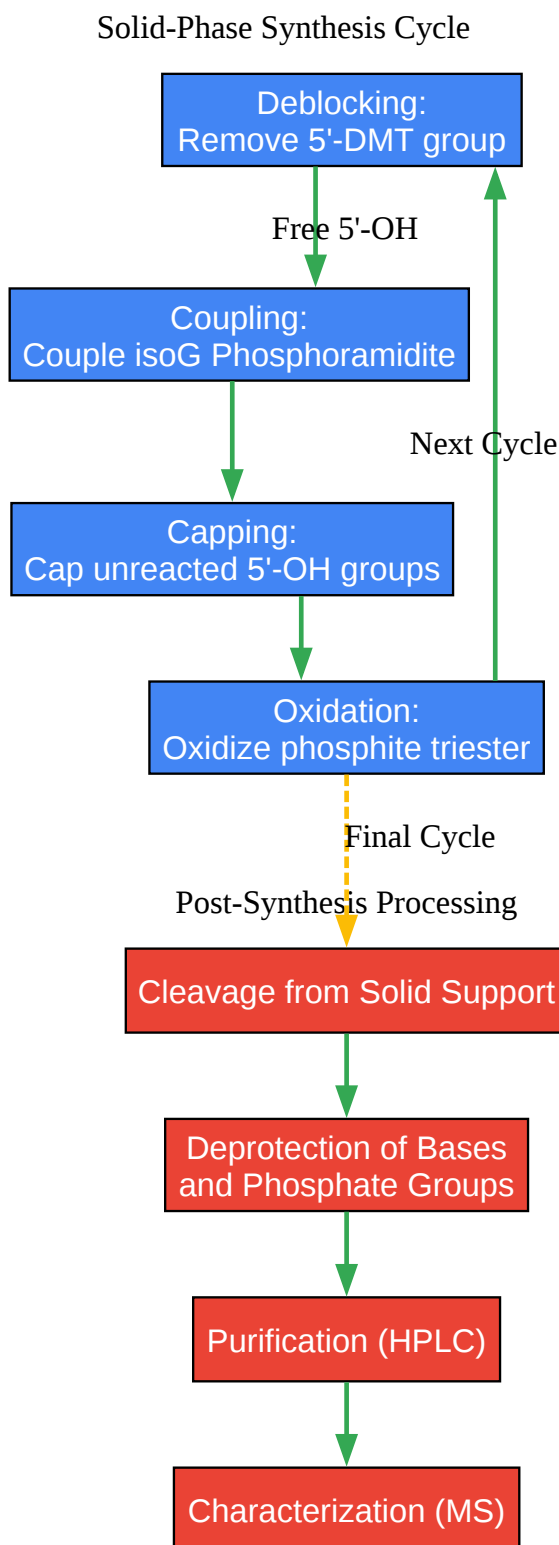 Solid-Phase Synthesis Cycle
Deblocking:
Remove 5'-DMT group
Free 5'-OH
Coupling:
Couple isoG Phosphoramidite
Next Cycle
Capping:
Cap unreacted 5'-OH groups
Oxidation:
Oxidize phosphite triester
Final Cycle
Post-Synthesis Processing
Cleavage from Solid Support
Deprotection of Bases
and Phosphate Groups
Purification (HPLC)
Characterization (MS)